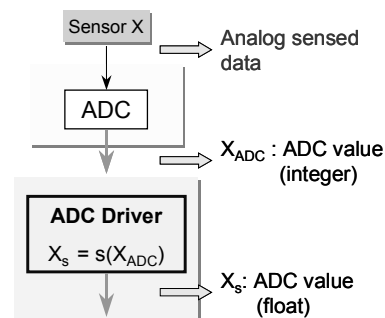 Sensor X
Analog sensed
data
ADC
X_ADC : ADC value
(integer)
ADC Driver
X_s = s(X_ADC)
X_s: ADC value
(float)